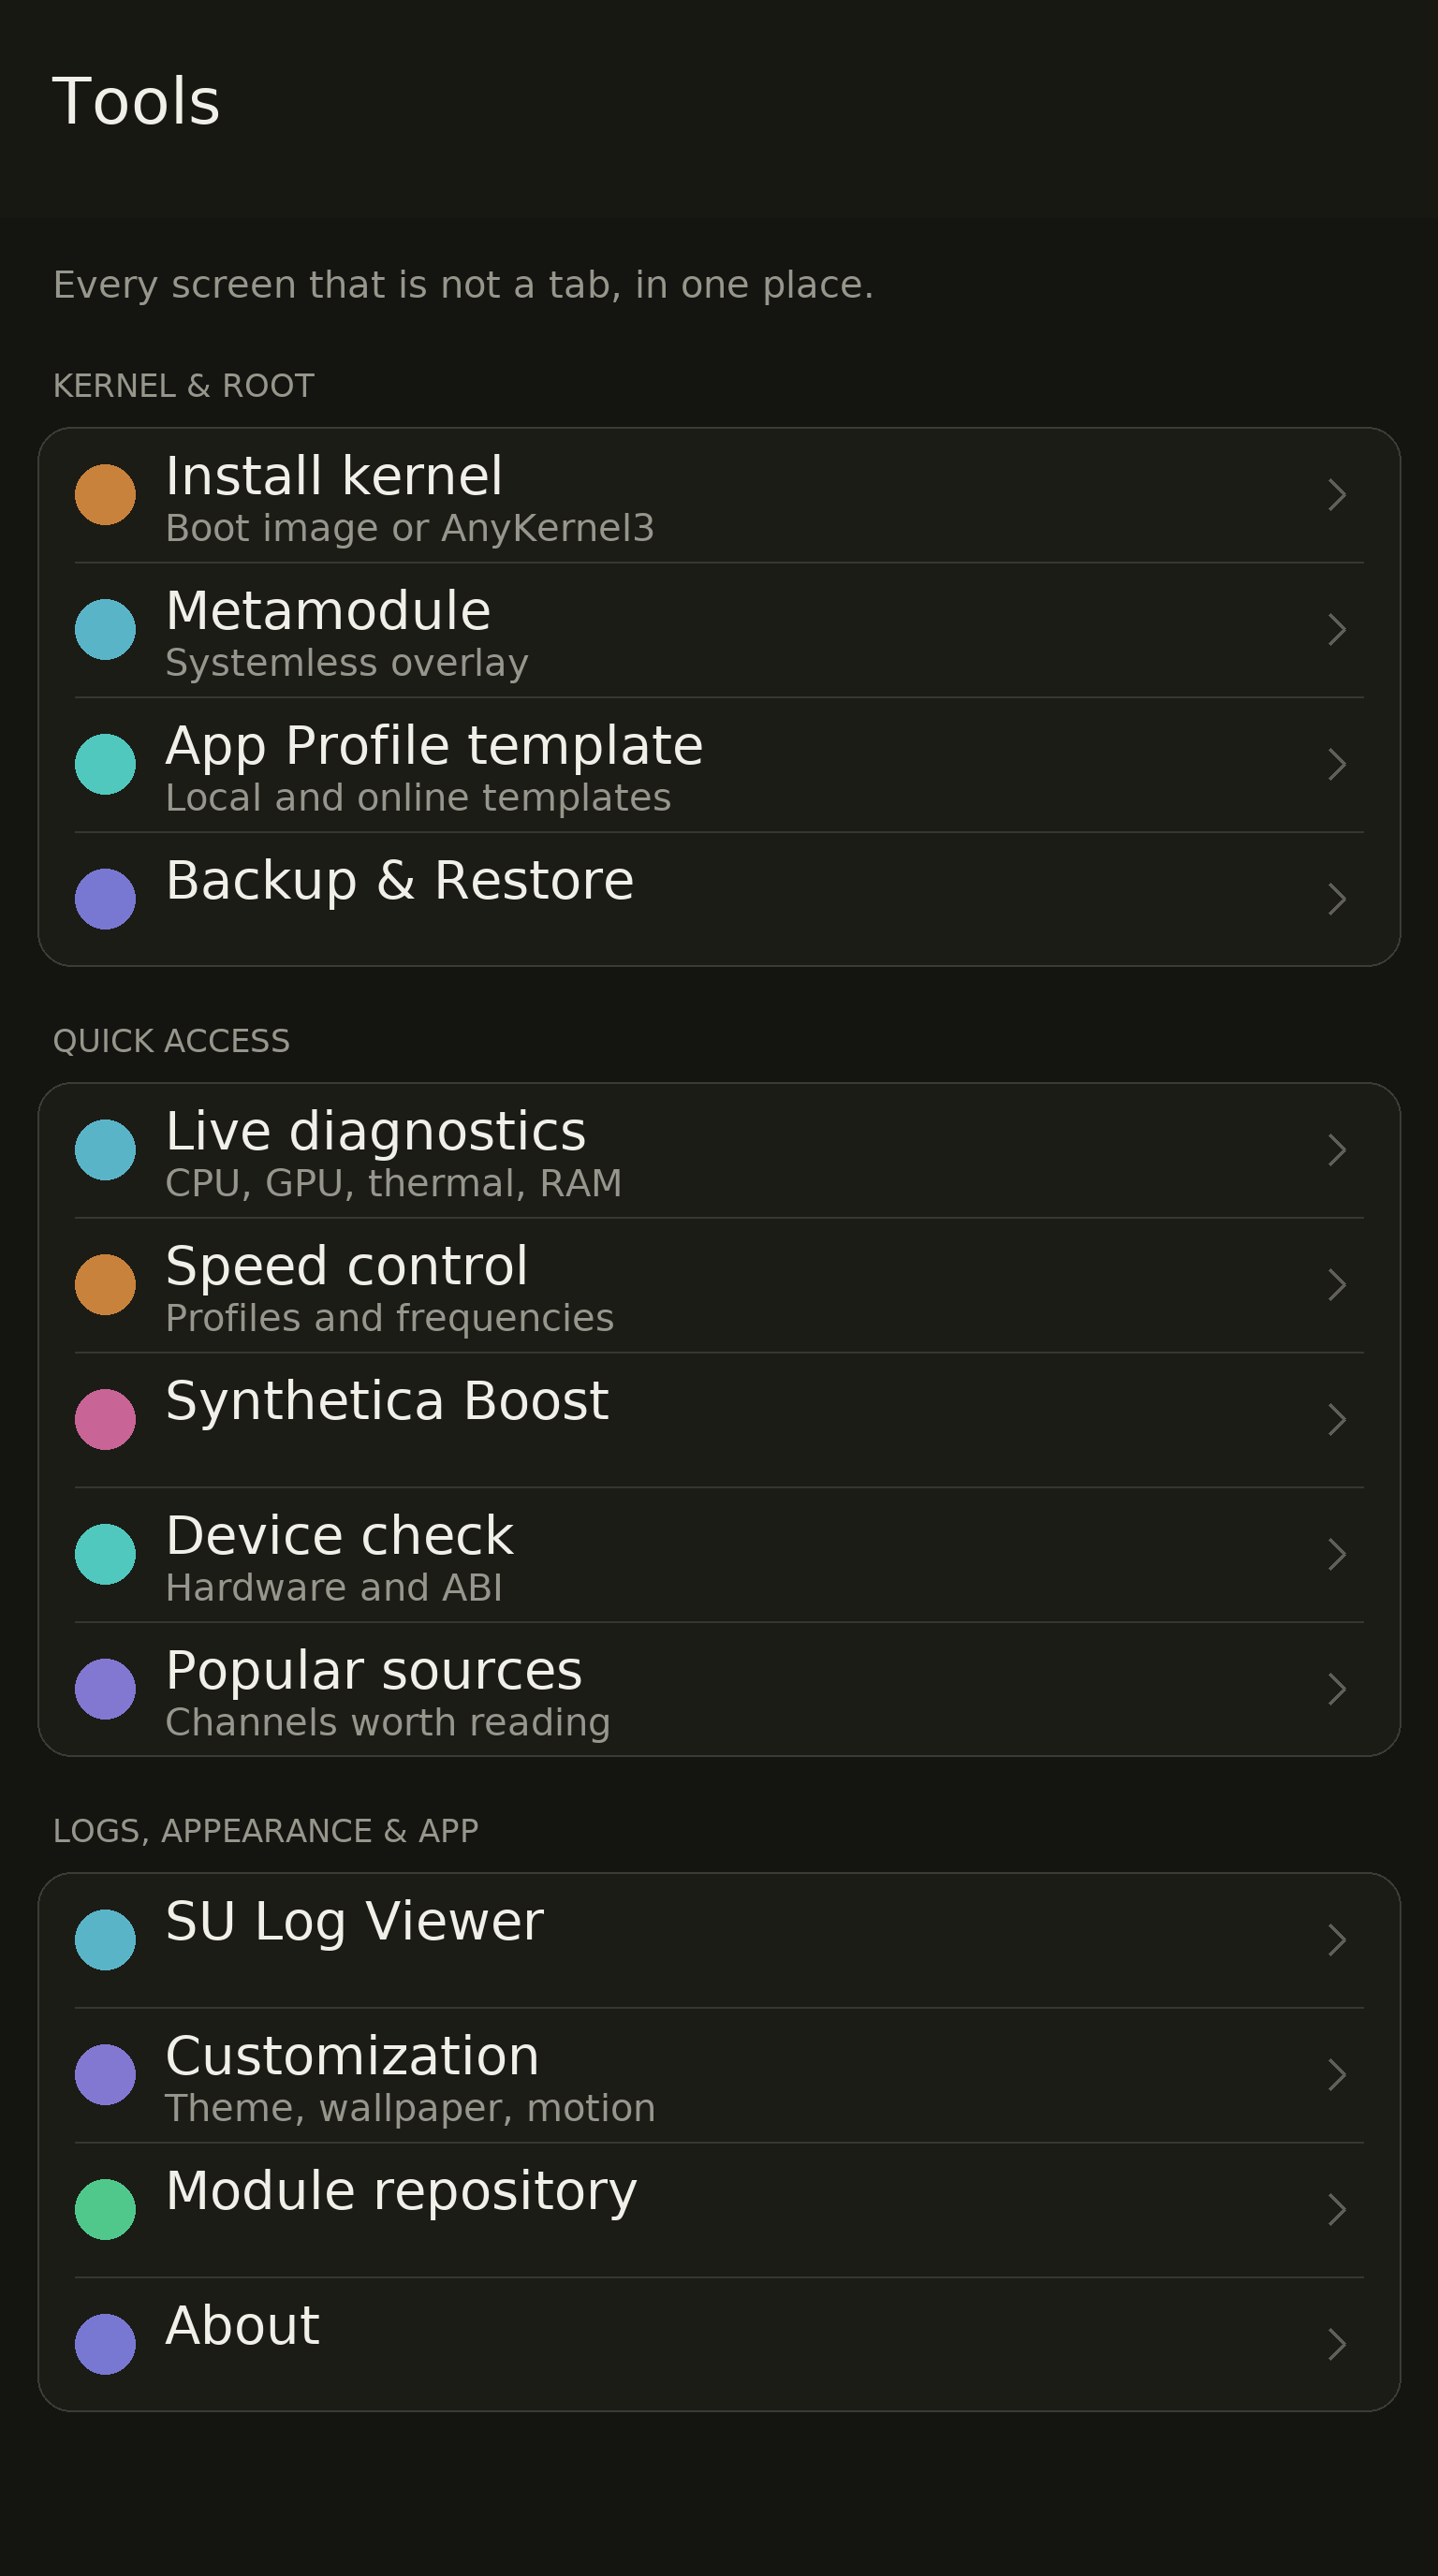 Tools
Every screen that is not a tab, in one place.
KERNEL & ROOT
Install kernel
Boot image or AnyKernel3
Metamodule
Systemless overlay
App Profile template
Local and online templates
Backup & Restore
QUICK ACCESS
Live diagnostics
CPU, GPU, thermal, RAM
Speed control
Profiles and frequencies
Synthetica Boost
Device check
Hardware and ABI
Popular sources
Channels worth reading
LOGS, APPEARANCE & APP
SU Log Viewer
Customization
Theme, wallpaper, motion
Module repository
About